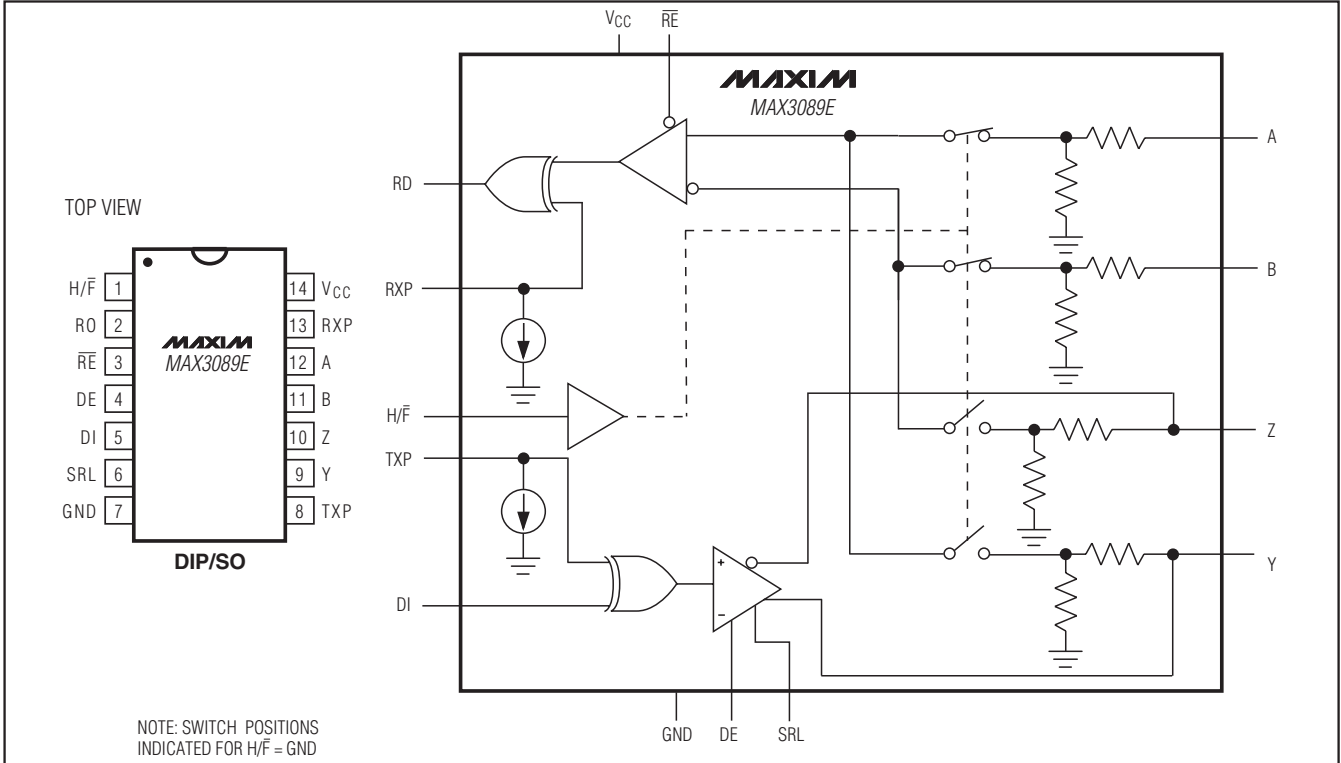 TOP VIEW
H/F̅ 1
RO 2
R̅E̅ 3
DE 4
DI 5
SRL 6
GND 7
MAXIM
MAX3089E
14 VCC
13 RXP
12 A
11 B
10 Z
9 Y
8 TXP
DIP/SO
NOTE: SWITCH POSITIONS
INDICATED FOR H/F̅ = GND
VCC R̅E̅
MAXIM
MAX3089E
RD
RXP
H/F̅
TXP
DI
+
–
A
B
Z
Y
GND DE SRL